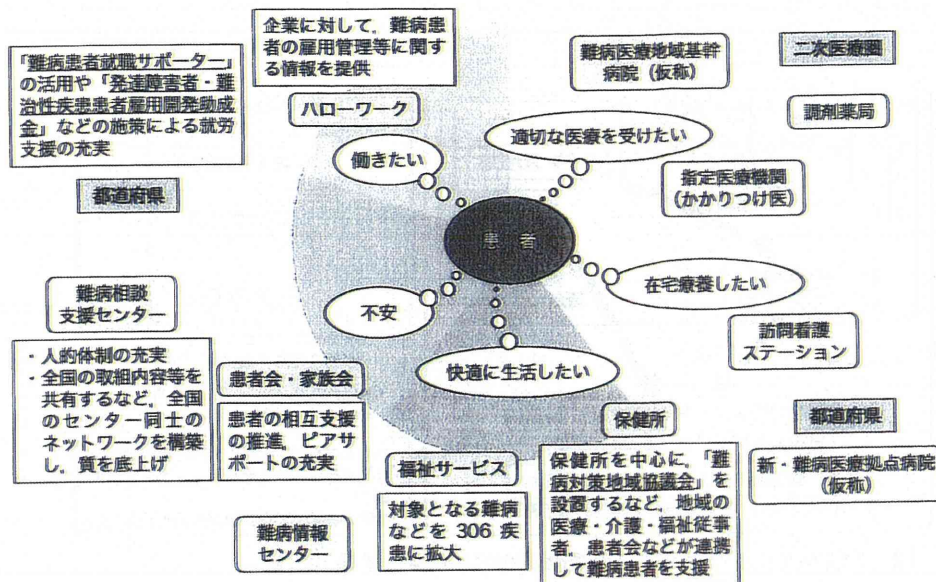 企業に対して，難病患
者の雇用管理等に関す
る情報を提供
ハローワーク
「難病患者就職サポーター」
の活用や「発達障害者・難
治性疾患患者雇用開発助成
金」などの施策による就労
支援の充実
都道府県
難病医療地域基幹
病院（仮称）
二次医療圏
調剤薬局
働きたい
適切な医療を受けたい
指定医療機関
（かかりつけ医）
患　者
難病相談
支援センター
不安
在宅療養したい
訪問看護
ステーション
・人的体制の充実
・全国の取組内容等を
共有するなど，全国
のセンター同士の
ネットワークを構築
し，質を底上げ
患者会・家族会
患者の相互支援
の推進，ピアサ
ポートの充実
快適に生活したい
福祉サービス
対象となる難病
などを 306 疾
患に拡大
難病情報
センター
保健所
保健所を中心に，「難
病対策地域協議会」を
設置するなど，地域の
医療・介護・福祉従事
者，患者会などが連携
して難病患者を支援
都道府県
新・難病医療拠点病院
（仮称）